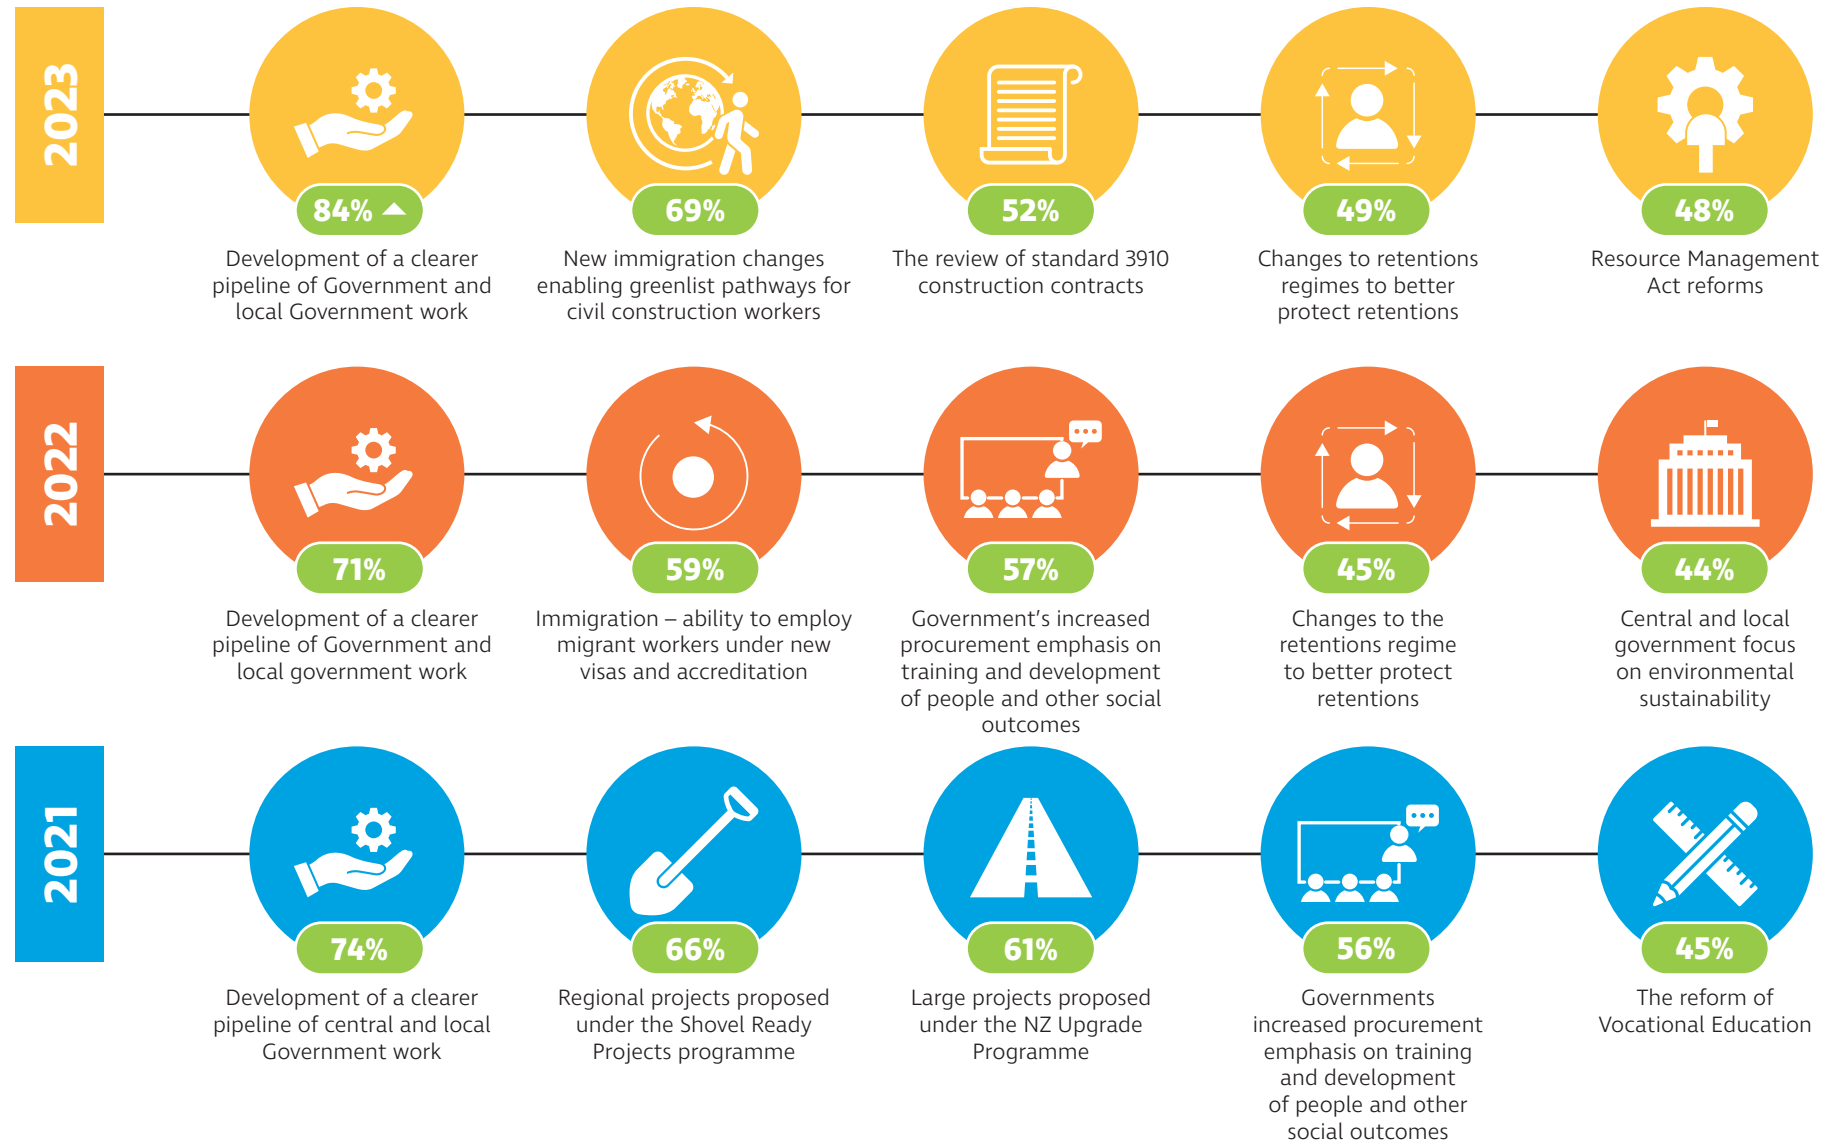 2023
84%
Development of a clearer
pipeline of Government and
local Government work
69%
New immigration changes
enabling greenlist pathways for
civil construction workers
52%
The review of standard 3910
construction contracts
49%
Changes to retentions
regimes to better
protect retentions
48%
Resource Management
Act reforms
2022
71%
Development of a clearer
pipeline of Government and
local government work
59%
Immigration – ability to employ
migrant workers under new
visas and accreditation
57%
Government’s increased
procurement emphasis on
training and development
of people and other social
outcomes
45%
Changes to the
retentions regime
to better protect
retentions
44%
Central and local
government focus
on environmental
sustainability
2021
74%
Development of a clearer
pipeline of central and local
Government work
66%
Regional projects proposed
under the Shovel Ready
Projects programme
61%
Large projects proposed
under the NZ Upgrade
Programme
56%
Governments
increased procurement
emphasis on training
and development
of people and other
social outcomes
45%
The reform of
Vocational Education